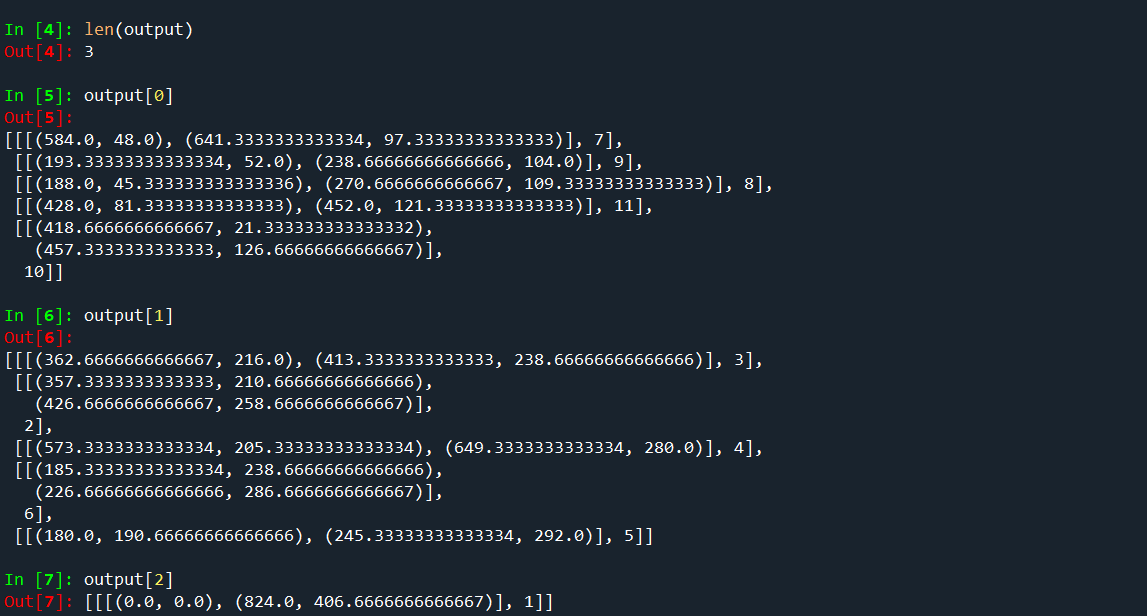 In [4]: len(output)
Out[4]: 3
In [5]: output[0]
Out[5]:
[[[(584.0, 48.0), (641.3333333333334, 97.33333333333333)], 7],
[[(193.33333333333334, 52.0), (238.66666666666666, 104.0)], 9],
[[(188.0, 45.333333333333336), (270.6666666666667, 109.33333333333333)], 8],
[[(428.0, 81.33333333333333), (452.0, 121.33333333333333)], 11],
[[(418.6666666666667, 21.333333333333332),
(457.3333333333333, 126.66666666666667)],
10]]
In [6]: output[1]
Out[6]:
[[[(362.6666666666667, 216.0), (413.3333333333333, 238.66666666666666)], 3],
[[(357.3333333333333, 210.66666666666666),
(426.6666666666667, 258.6666666666667)],
2],
[[(573.3333333333334, 205.33333333333334), (649.3333333333334, 280.0)], 4],
[[(185.33333333333334, 238.66666666666666),
(226.66666666666666, 286.6666666666667)],
6],
[[(180.0, 190.66666666666666), (245.33333333333334, 292.0)], 5]]
In [7]: output[2]
Out[7]: [[[(0.0, 0.0), (824.0, 406.6666666666667)], 1]]